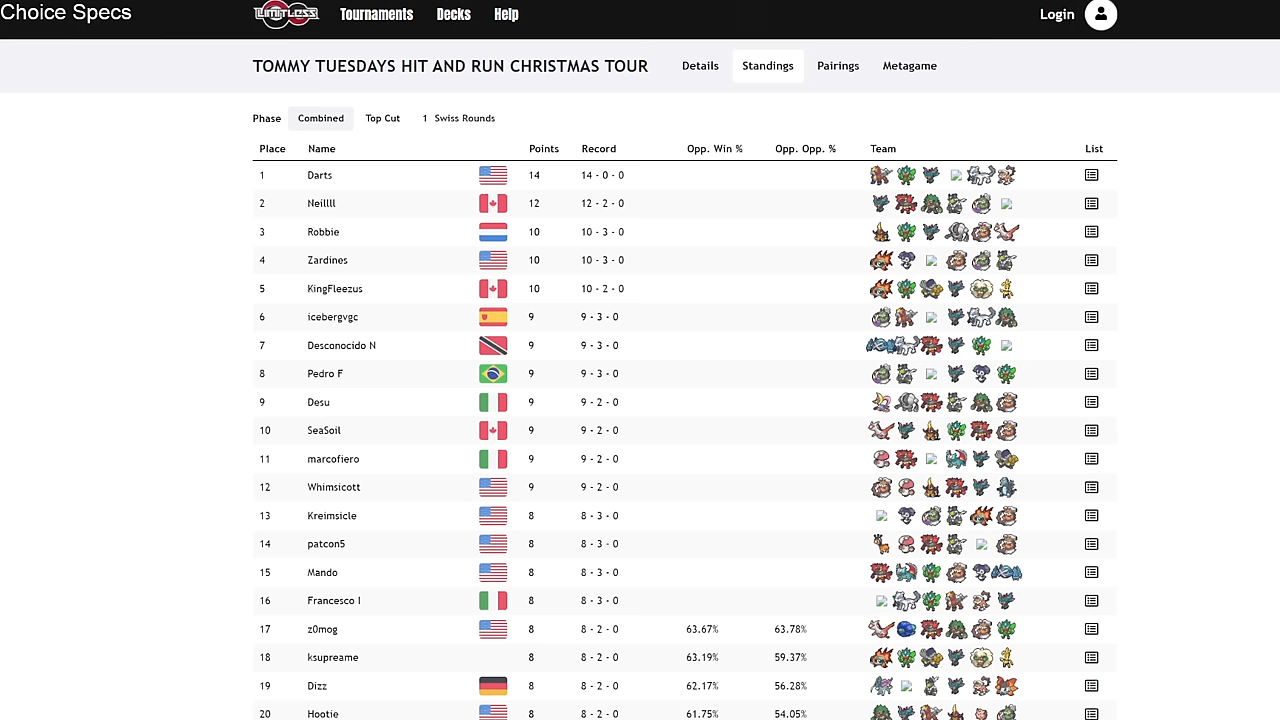 Choice Specs
LIMITLESS Tournaments Decks Help Login
TOMMY TUESDAYS HIT AND RUN CHRISTMAS TOUR Details Standings Pairings Metagame
Phase Combined Top Cut 1 Swiss Rounds
Place Name Points Record Opp. Win % Opp. Opp. % Team List
1 Darts 14 14 - 0 - 0
2 Neillll 12 12 - 2 - 0
3 Robbie 10 10 - 3 - 0
4 Zardines 10 10 - 3 - 0
5 KingFleezus 10 10 - 2 - 0
6 icebergvgc 9 9 - 3 - 0
7 Desconocido N 9 9 - 3 - 0
8 Pedro F 9 9 - 3 - 0
9 Desu 9 9 - 2 - 0
10 SeaSoil 9 9 - 2 - 0
11 marcofiero 9 9 - 2 - 0
12 Whimsicott 9 9 - 2 - 0
13 Kreimsicle 8 8 - 3 - 0
14 patcon5 8 8 - 3 - 0
15 Mando 8 8 - 3 - 0
16 Francesco I 8 8 - 3 - 0
17 z0mog 8 8 - 2 - 0 63.67% 63.78%
18 ksupreame 8 8 - 2 - 0 63.19% 59.37%
19 Dizz 8 8 - 2 - 0 62.17% 56.28%
20 Hootie 8 8 - 2 - 0 61.75% 54.05%